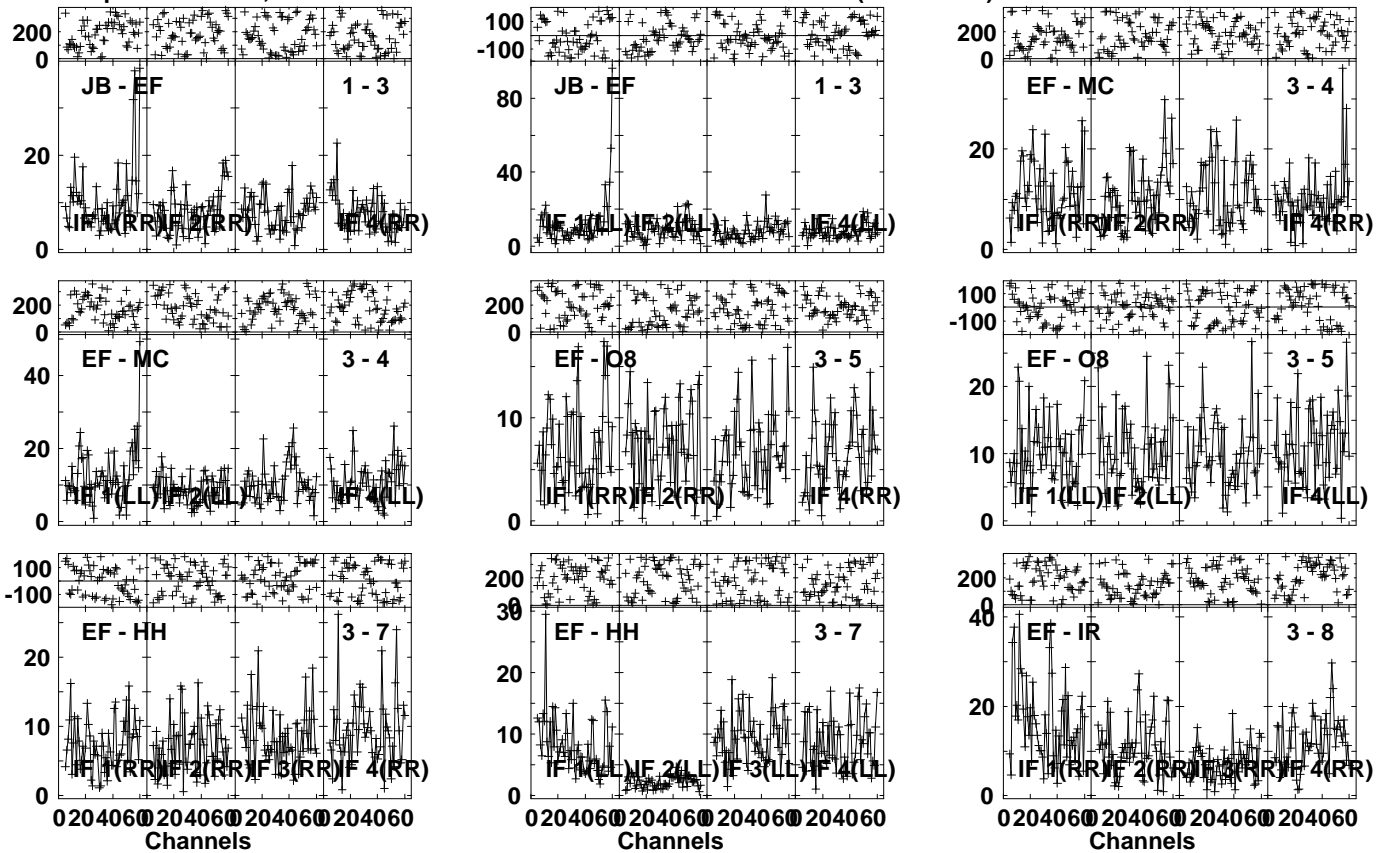 200 0 100 -100 200 0
JB - EF 1 - 3 JB - EF 1 - 3 EF - MC 3 - 4
20 0 80 40 0 20 0
IF 1(RR) IF 2(RR) IF 4(RR) IF 1(LL) IF 2(LL) IF 4(LL) IF 1(RR) IF 2(RR) IF 4(RR)
200 0 200 0 100 -100
EF - MC 3 - 4 EF - O8 3 - 5 EF - O8 3 - 5
40 20 0 10 0 20 10 0
IF 1(LL) IF 2(LL) IF 4(LL) IF 1(RR) IF 2(RR) IF 4(RR) IF 1(LL) IF 2(LL) IF 4(LL)
100 -100 200 0 200 0
EF - HH 3 - 7 EF - HH 3 - 7 EF - IR 3 - 8
20 10 0 30 20 10 0 40 20 0
IF 1(RR) IF 2(RR) IF 3(RR) IF 4(RR) IF 1(LL) IF 2(LL) IF 3(LL) IF 4(LL) IF 1(RR) IF 2(RR) IF 3(RR) IF 4(RR)
0 20 40 60 0 20 40 60 0 20 40 60 0 20 40 60 0 20 40 60 0 20 40 60 0 20 40 60 0 20 40 60 0 20 40 60 0 20 40 60 0 20 40 60 0 20 40 60
Channels Channels Channels